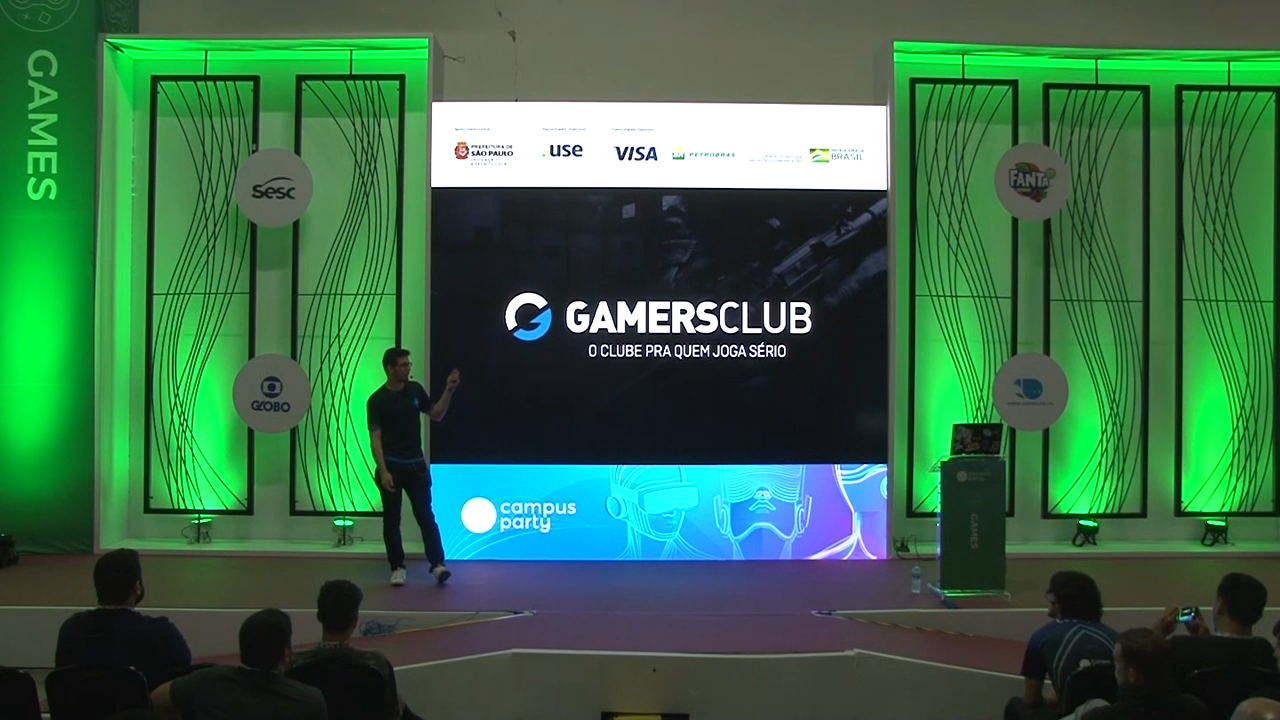 GAMES
PREFEITURA DE
SÃO PAULO
.use
VISA
BR PETROBRAS
BRASIL
Sesc
FANTA
GAMERSCLUB
O CLUBE PRA QUEM JOGA SÉRIO
GLOBO
campus
party
GAMES